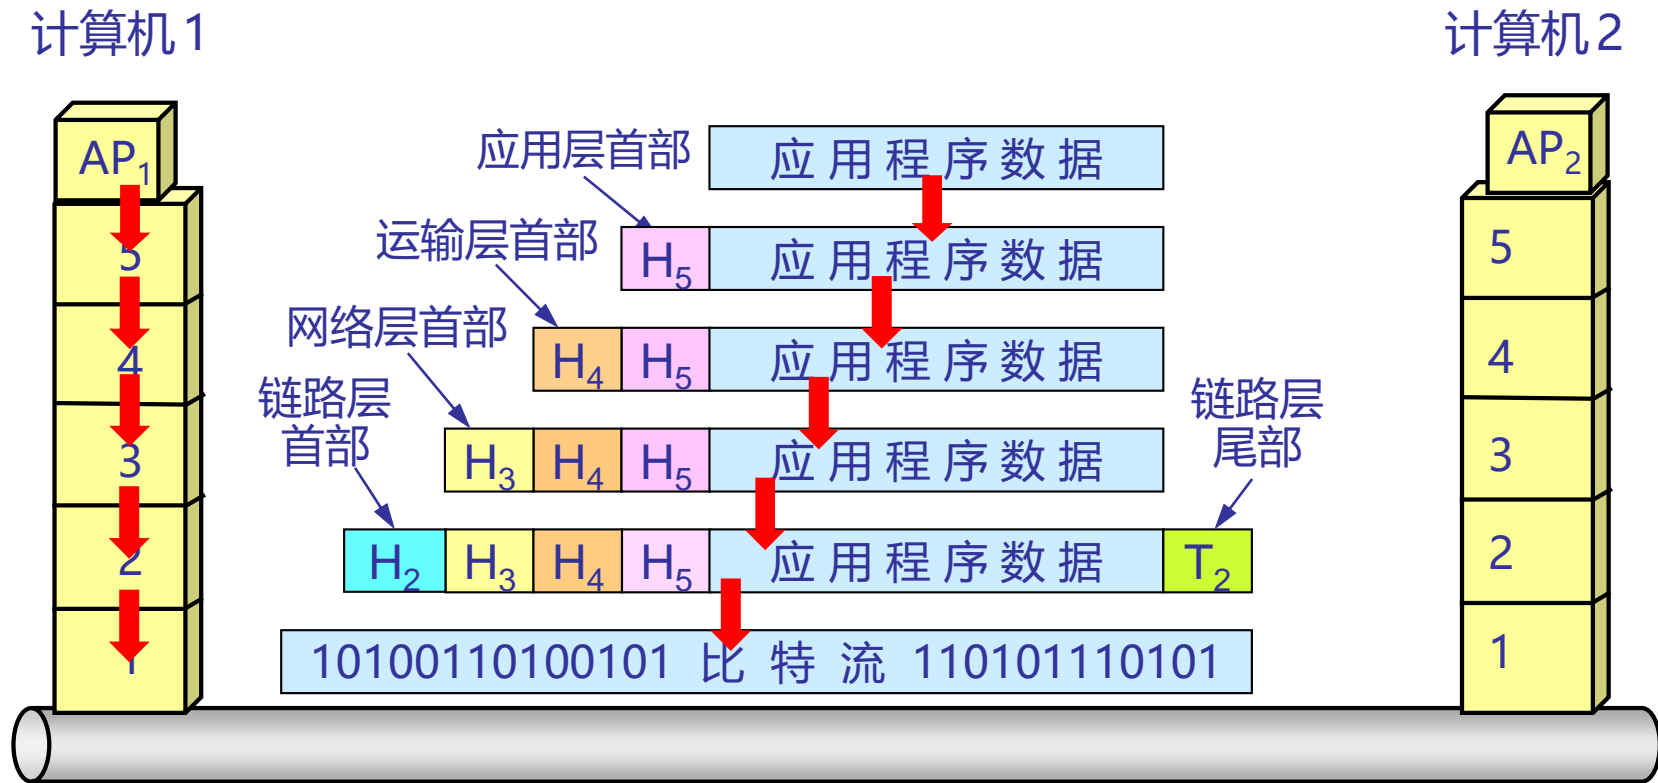 计算机 1
计算机 2
AP1
AP2
应用层首部
应 用 程 序 数 据
运输层首部
H5 应 用 程 序 数 据
5
5
网络层首部
H4 H5 应 用 程 序 数 据
4
4
链路层
首部
链路层
尾部
H3 H4 H5 应 用 程 序 数 据
3
3
H2 H3 H4 H5 应 用 程 序 数 据 T2
2
2
10100110100101 比 特 流 110101110101
1
1